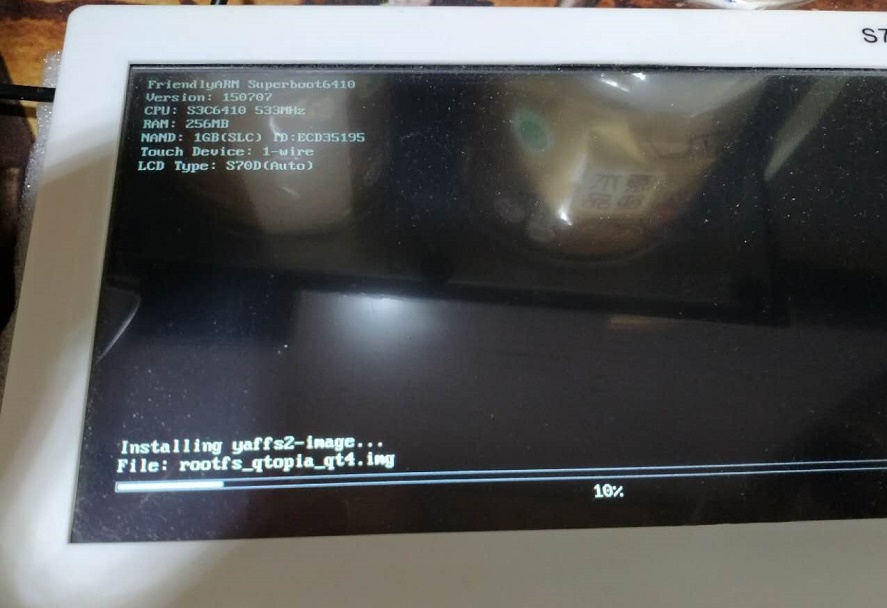 S7
FriendlyARM Superboot6410
Version: 150707
CPU: S3C6410 533MHz
RAM: 256MB
NAND: 1GB(SLC) ID:ECD35195
Touch Device: 1-wire
LCD Type: S70D(Auto)
Installing yaffs2-image...
File: rootfs_qtopia_qt4.img
10%